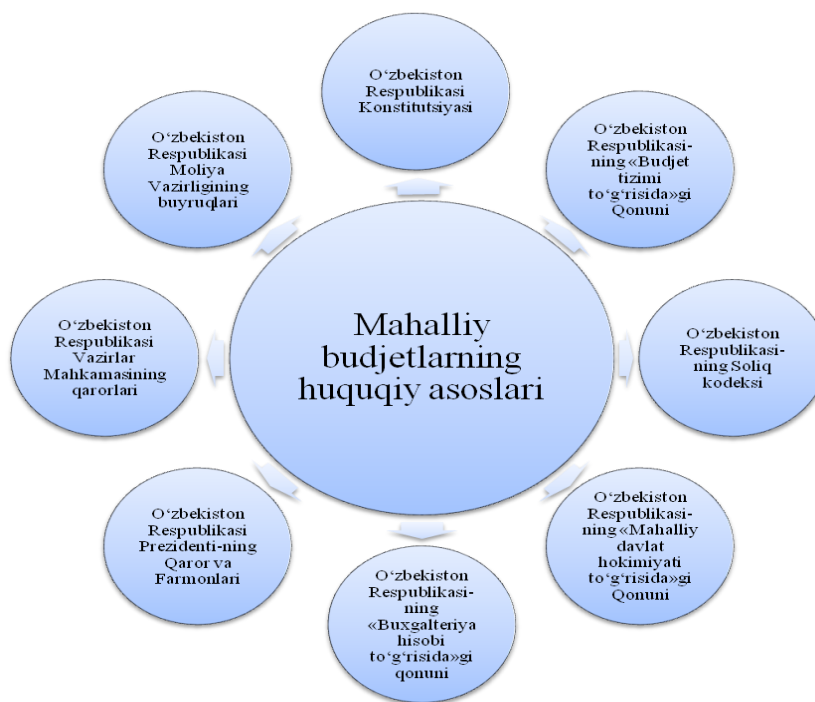 O‘zbekiston
Respublikasi
Konstitutsiyasi
O‘zbekiston
Respublikasi-
ning «Budjet
tizimi
to‘g‘risida»gi
Qonuni
O‘zbekiston
Respublikasi-
ning Soliq
kodeksi
O‘zbekiston
Respublikasi-
ning «Mahalliy
davlat
hokimiyati
to‘g‘risida»gi
Qonuni
O‘zbekiston
Respublikasi-
ning
«Buxgalteriya
hisobi
to‘g‘risida»gi
qonuni
O‘zbekiston
Respublikasi
Prezidenti-ning
Qaror va
Farmonlari
O‘zbekiston
Respublikasi
Vazirlar
Mahkamasining
qarorlari
O‘zbekiston
Respublikasi
Moliya
Vazirligining
buyruqlari
Mahalliy
budjetlarning
huquqiy asoslari